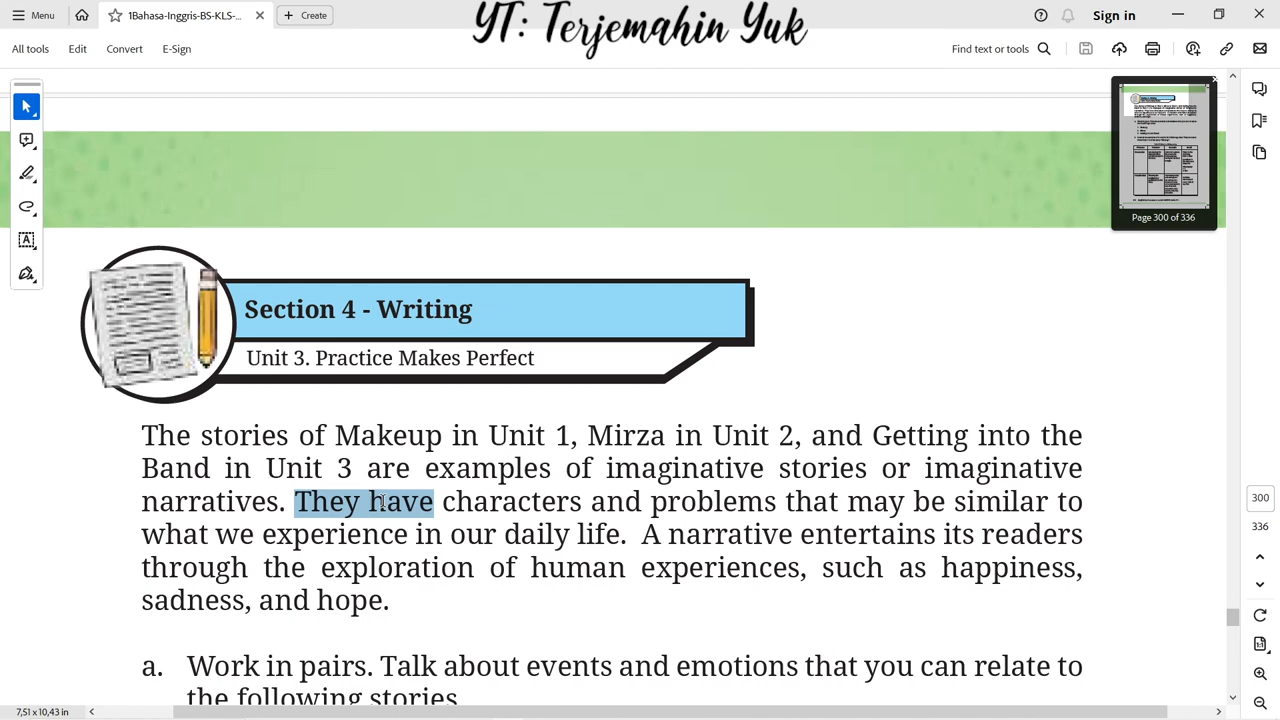 Menu
1Bahasa-Inggris-BS-KLS-...
Create
YT: Terjemahin Yuk
Sign in
All tools
Edit
Convert
E-Sign
Find text or tools
Page 300 of 336
Section 4 - Writing
Unit 3. Practice Makes Perfect
The stories of Makeup in Unit 1, Mirza in Unit 2, and Getting into the
Band in Unit 3 are examples of imaginative stories or imaginative
narratives. They have characters and problems that may be similar to
what we experience in our daily life. A narrative entertains its readers
through the exploration of human experiences, such as happiness,
sadness, and hope.
a. Work in pairs. Talk about events and emotions that you can relate to
the following stories.
300
336
7,51 x 10,43 in